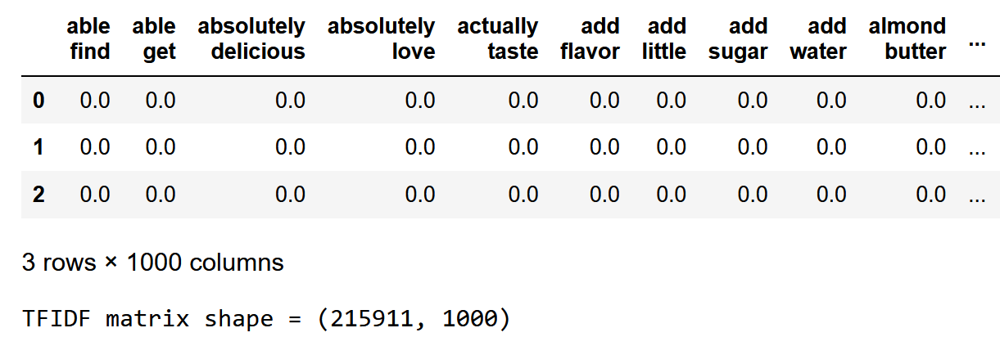 able able absolutely absolutely actually add add add add almond ...
find get delicious love taste flavor little sugar water butter
0 0.0 0.0 0.0 0.0 0.0 0.0 0.0 0.0 0.0 0.0 ...
1 0.0 0.0 0.0 0.0 0.0 0.0 0.0 0.0 0.0 0.0 ...
2 0.0 0.0 0.0 0.0 0.0 0.0 0.0 0.0 0.0 0.0 ...
3 rows × 1000 columns
TFIDF matrix shape = (215911, 1000)